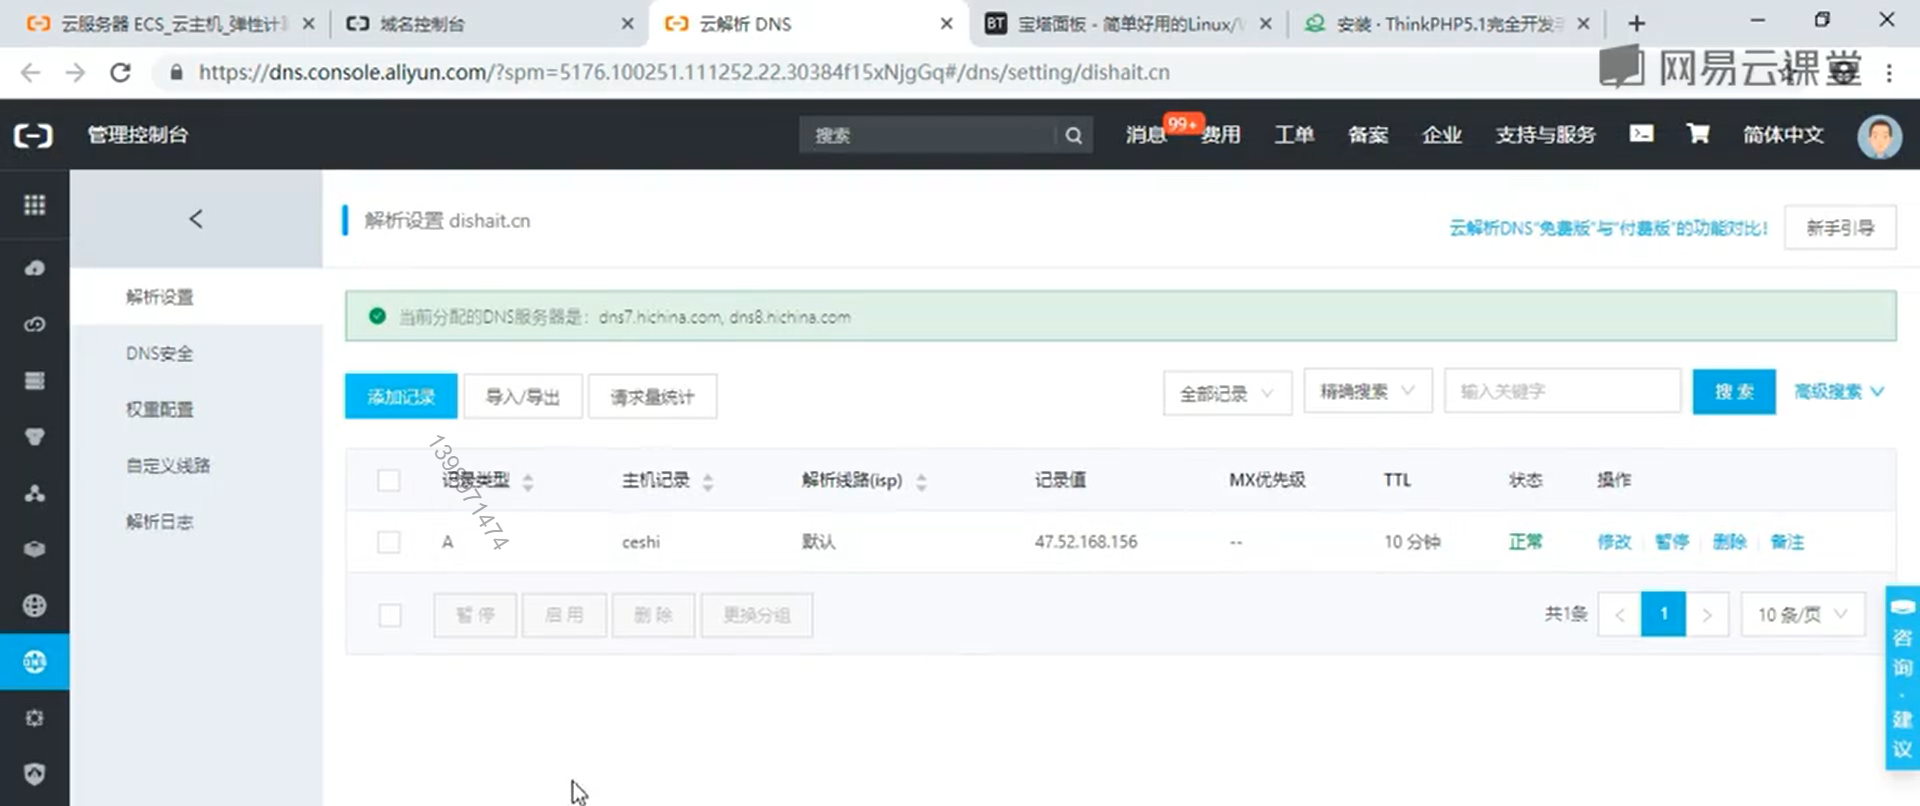 云服务器 ECS_云主机_弹性计
域名控制台
云解析 DNS
BT 宝塔面板 - 简单好用的Linux/
安装 · ThinkPHP5.1完全开发
https://dns.console.aliyun.com/?spm=5176.100251.111252.22.30384f15xNjgGq#/dns/setting/dishait.cn
网易云课堂
管理控制台
搜索
消息 99+ 费用 工单 备案 企业 支持与服务 简体中文
解析设置 dishait.cn
云解析DNS“免费版”与“付费版”的功能对比!
新手引导
解析设置
DNS安全
权重配置
自定义线路
解析日志
当前分配的DNS服务器是: dns7.hichina.com, dns8.hichina.com
添加记录 导入/导出 请求量统计 全部记录 精确搜索 输入关键字 搜 索 高级搜索
记录类型 主机记录 解析线路(isp) 记录值 MX优先级 TTL 状态 操作
A ceshi 默认 47.52.168.156 -- 10 分钟 正常 修改 暂停 删除 备注
暂 停 启 用 删 除 更换分组 共1条 < 1 > 10 条/页
DNS
咨询·建议